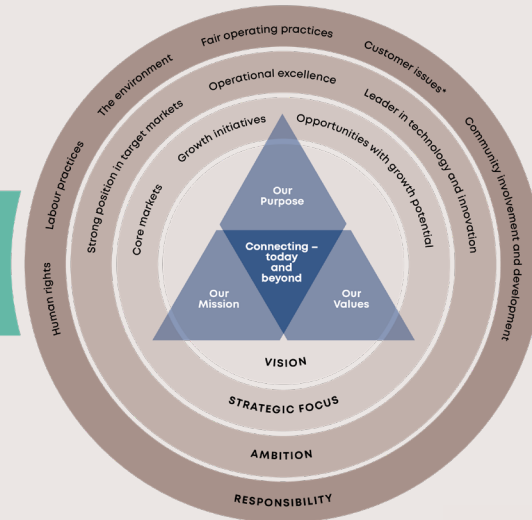 Fair operating practices
Customer issues*
The environment
Community involvement and development
Labour practices
Human rights
Operational excellence
Strong position in target markets
Leader in technology and innovation
Growth initiatives
Opportunities with growth potential
Core markets
Our
Purpose
Connecting –
today
and
beyond
Our
Mission
Our
Values
VISION
STRATEGIC FOCUS
AMBITION
RESPONSIBILITY